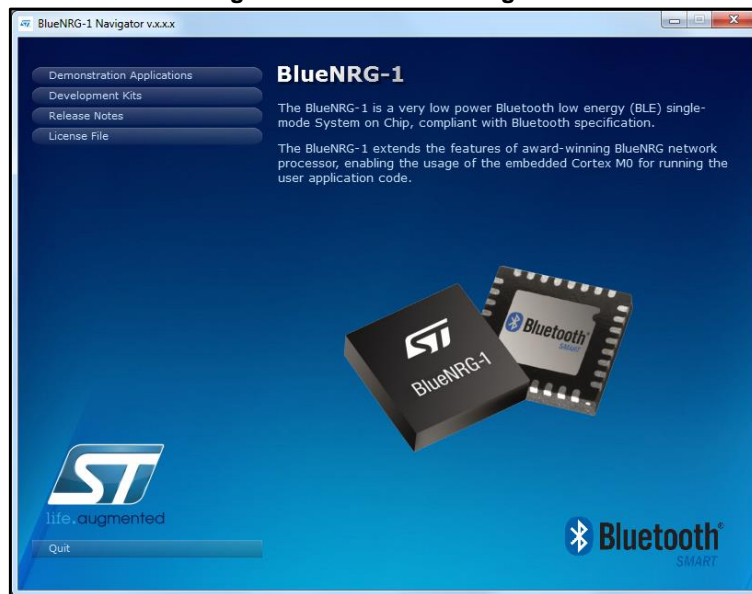 BlueNRG-1 Navigator v.x.x.x
Demonstration Applications
Development Kits
Release Notes
License File
BlueNRG-1
The BlueNRG-1 is a very low power Bluetooth low energy (BLE) single-
mode System on Chip, compliant with Bluetooth specification.
The BlueNRG-1 extends the features of award-winning BlueNRG network
processor, enabling the usage of the embedded Cortex M0 for running the
user application code.
Bluetooth
SMART
ST
BlueNRG-1
ST
life.augmented
Quit
Bluetooth®
SMART